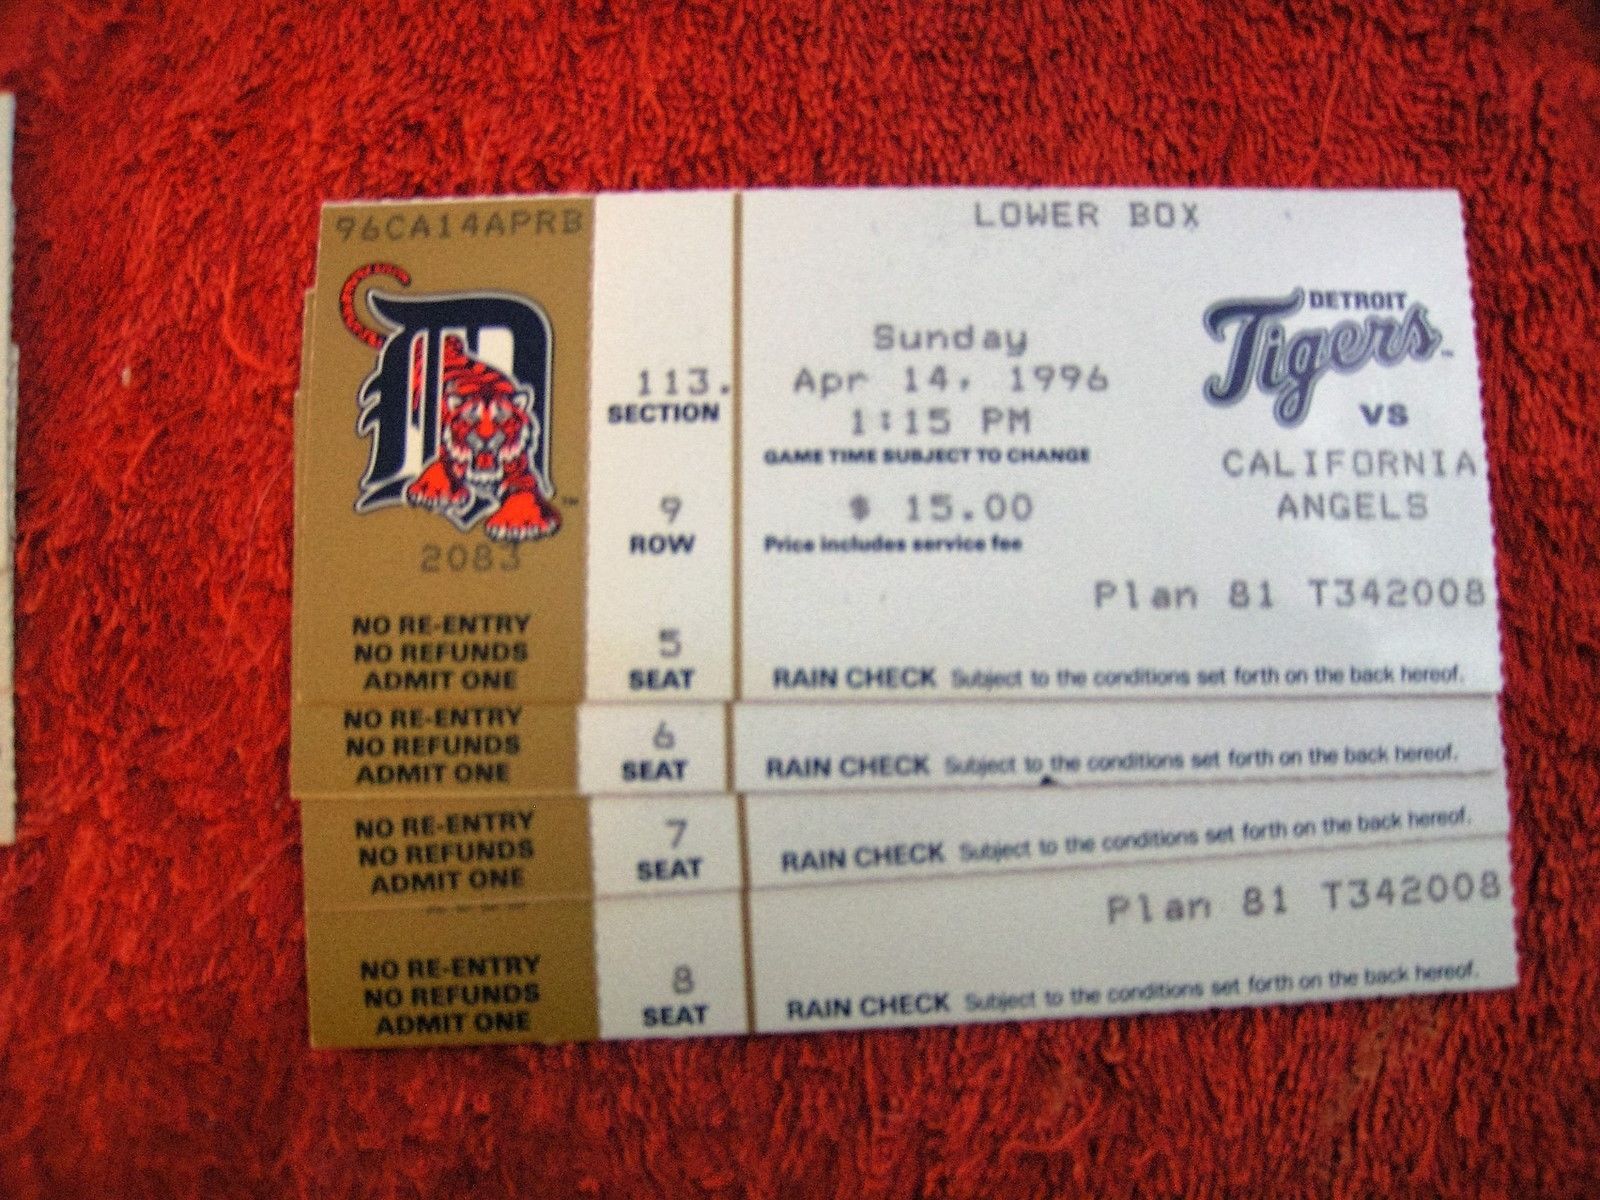 96CA14APRB
2083
NO RE-ENTRY
NO REFUNDS
ADMIT ONE
113.
SECTION
9
ROW
5
SEAT
LOWER BOX
Sunday
Apr 14, 1996
1:15 PM
GAME TIME SUBJECT TO CHANGE
$ 15.00
Price includes service fee
DETROIT
Tigers
VS
CALIFORNIA
ANGELS
Plan 81 T342008
RAIN CHECK Subject to the conditions set forth on the back hereof.
NO RE-ENTRY
NO REFUNDS
ADMIT ONE
6
SEAT
RAIN CHECK Subject to the conditions set forth on the back hereof.
NO RE-ENTRY
NO REFUNDS
ADMIT ONE
7
SEAT
RAIN CHECK Subject to the conditions set forth on the back hereof.
Plan 81 T342008
NO RE-ENTRY
NO REFUNDS
ADMIT ONE
8
SEAT
RAIN CHECK Subject to the conditions set forth on the back hereof.